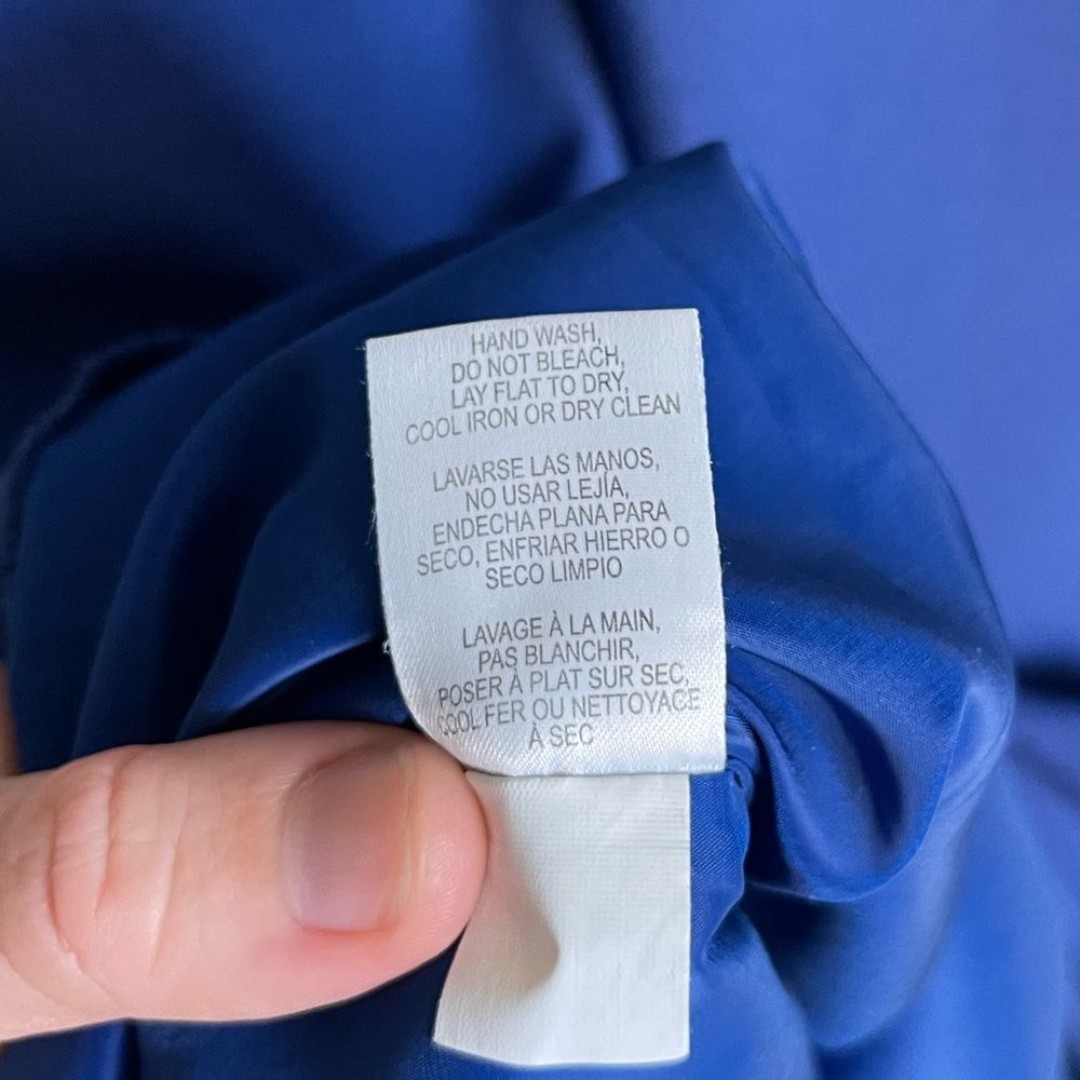 HAND WASH,
DO NOT BLEACH,
LAY FLAT TO DRY,
COOL IRON OR DRY CLEAN
LAVARSE LAS MANOS,
NO USAR LEJÍA,
ENDECHA PLANA PARA
SECO, ENFRIAR HIERRO O
SECO LIMPIO
LAVAGE À LA MAIN,
PAS BLANCHIR,
POSER À PLAT SUR SEC,
COOL FER OU NETTOYACE
À SEC